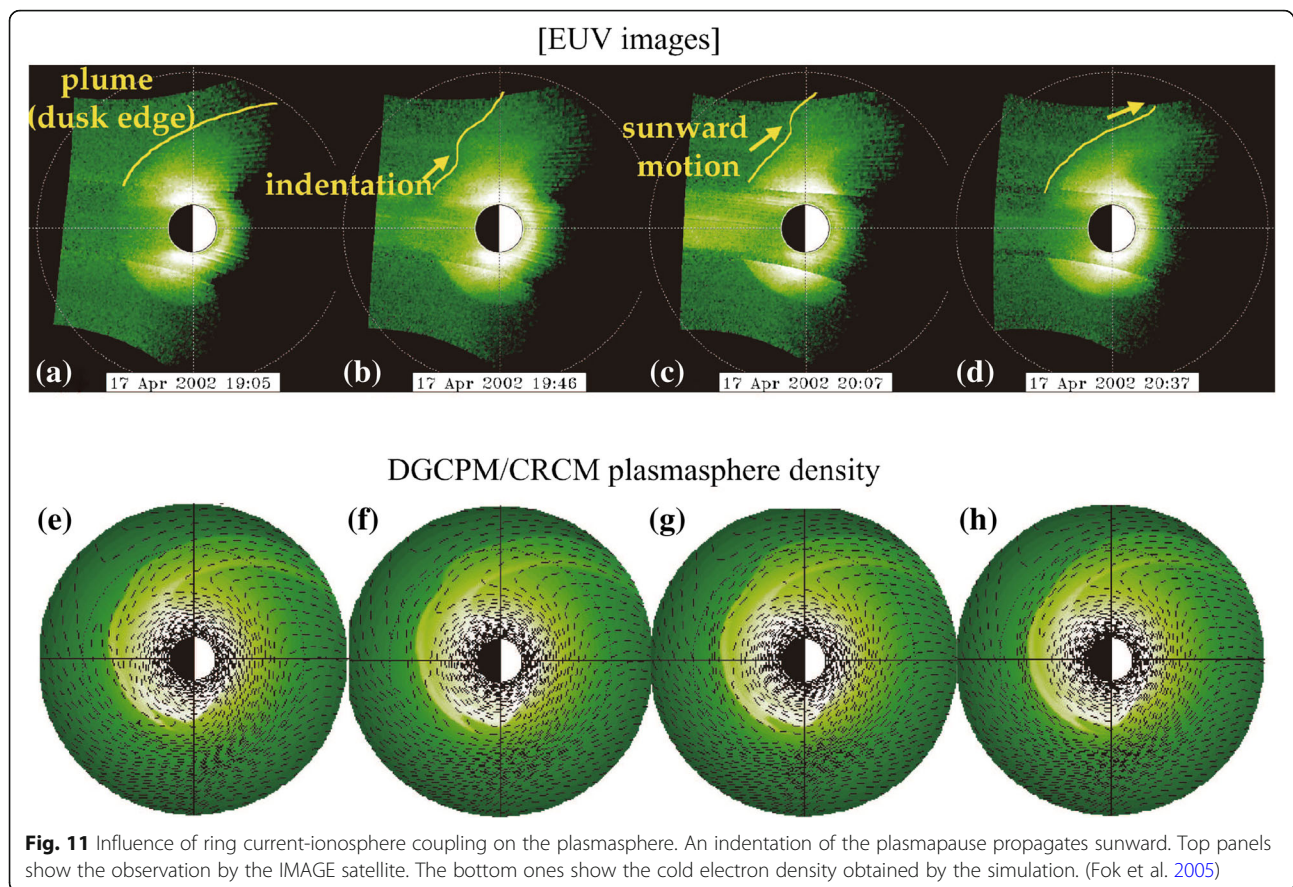 [EUV images]
plume
(dusk edge)
indentation
sunward
motion
(a)
17 Apr 2002 19:05
(b)
17 Apr 2002 19:46
(c)
17 Apr 2002 20:07
(d)
17 Apr 2002 20:37
DGCPM/CRCM plasmasphere density
(e)
(f)
(g)
(h)
Fig. 11 Influence of ring current-ionosphere coupling on the plasmasphere. An indentation of the plasmapause propagates sunward. Top panels
show the observation by the IMAGE satellite. The bottom ones show the cold electron density obtained by the simulation. (Fok et al. 2005)